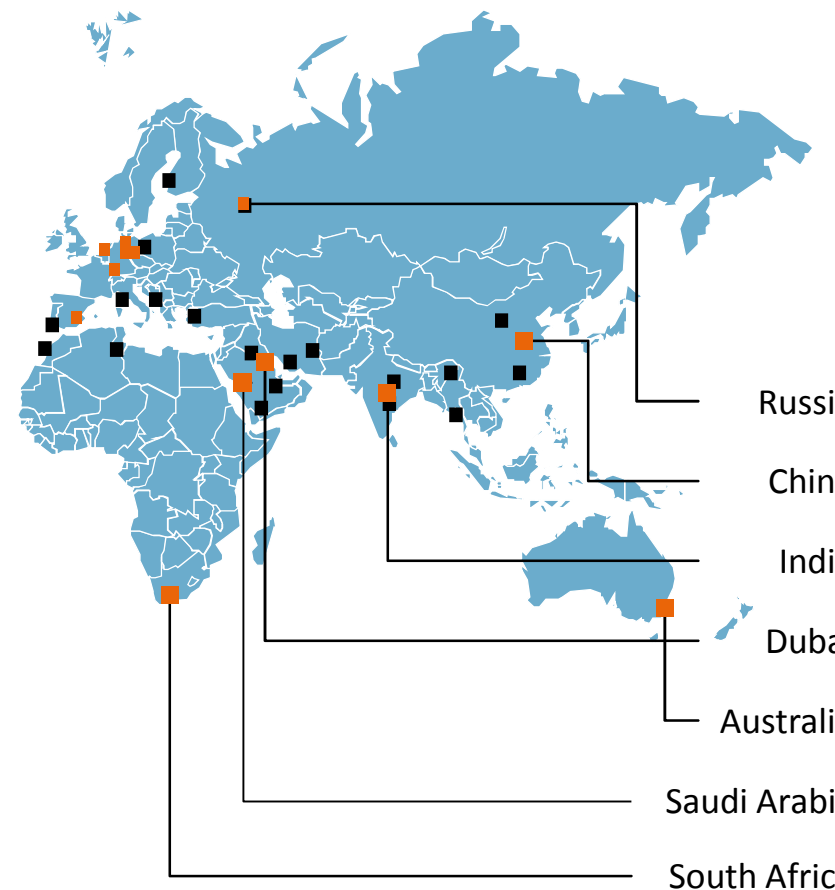 Russi
Chin
Indi
Duba
Australi
Saudi Arabi
South Afric